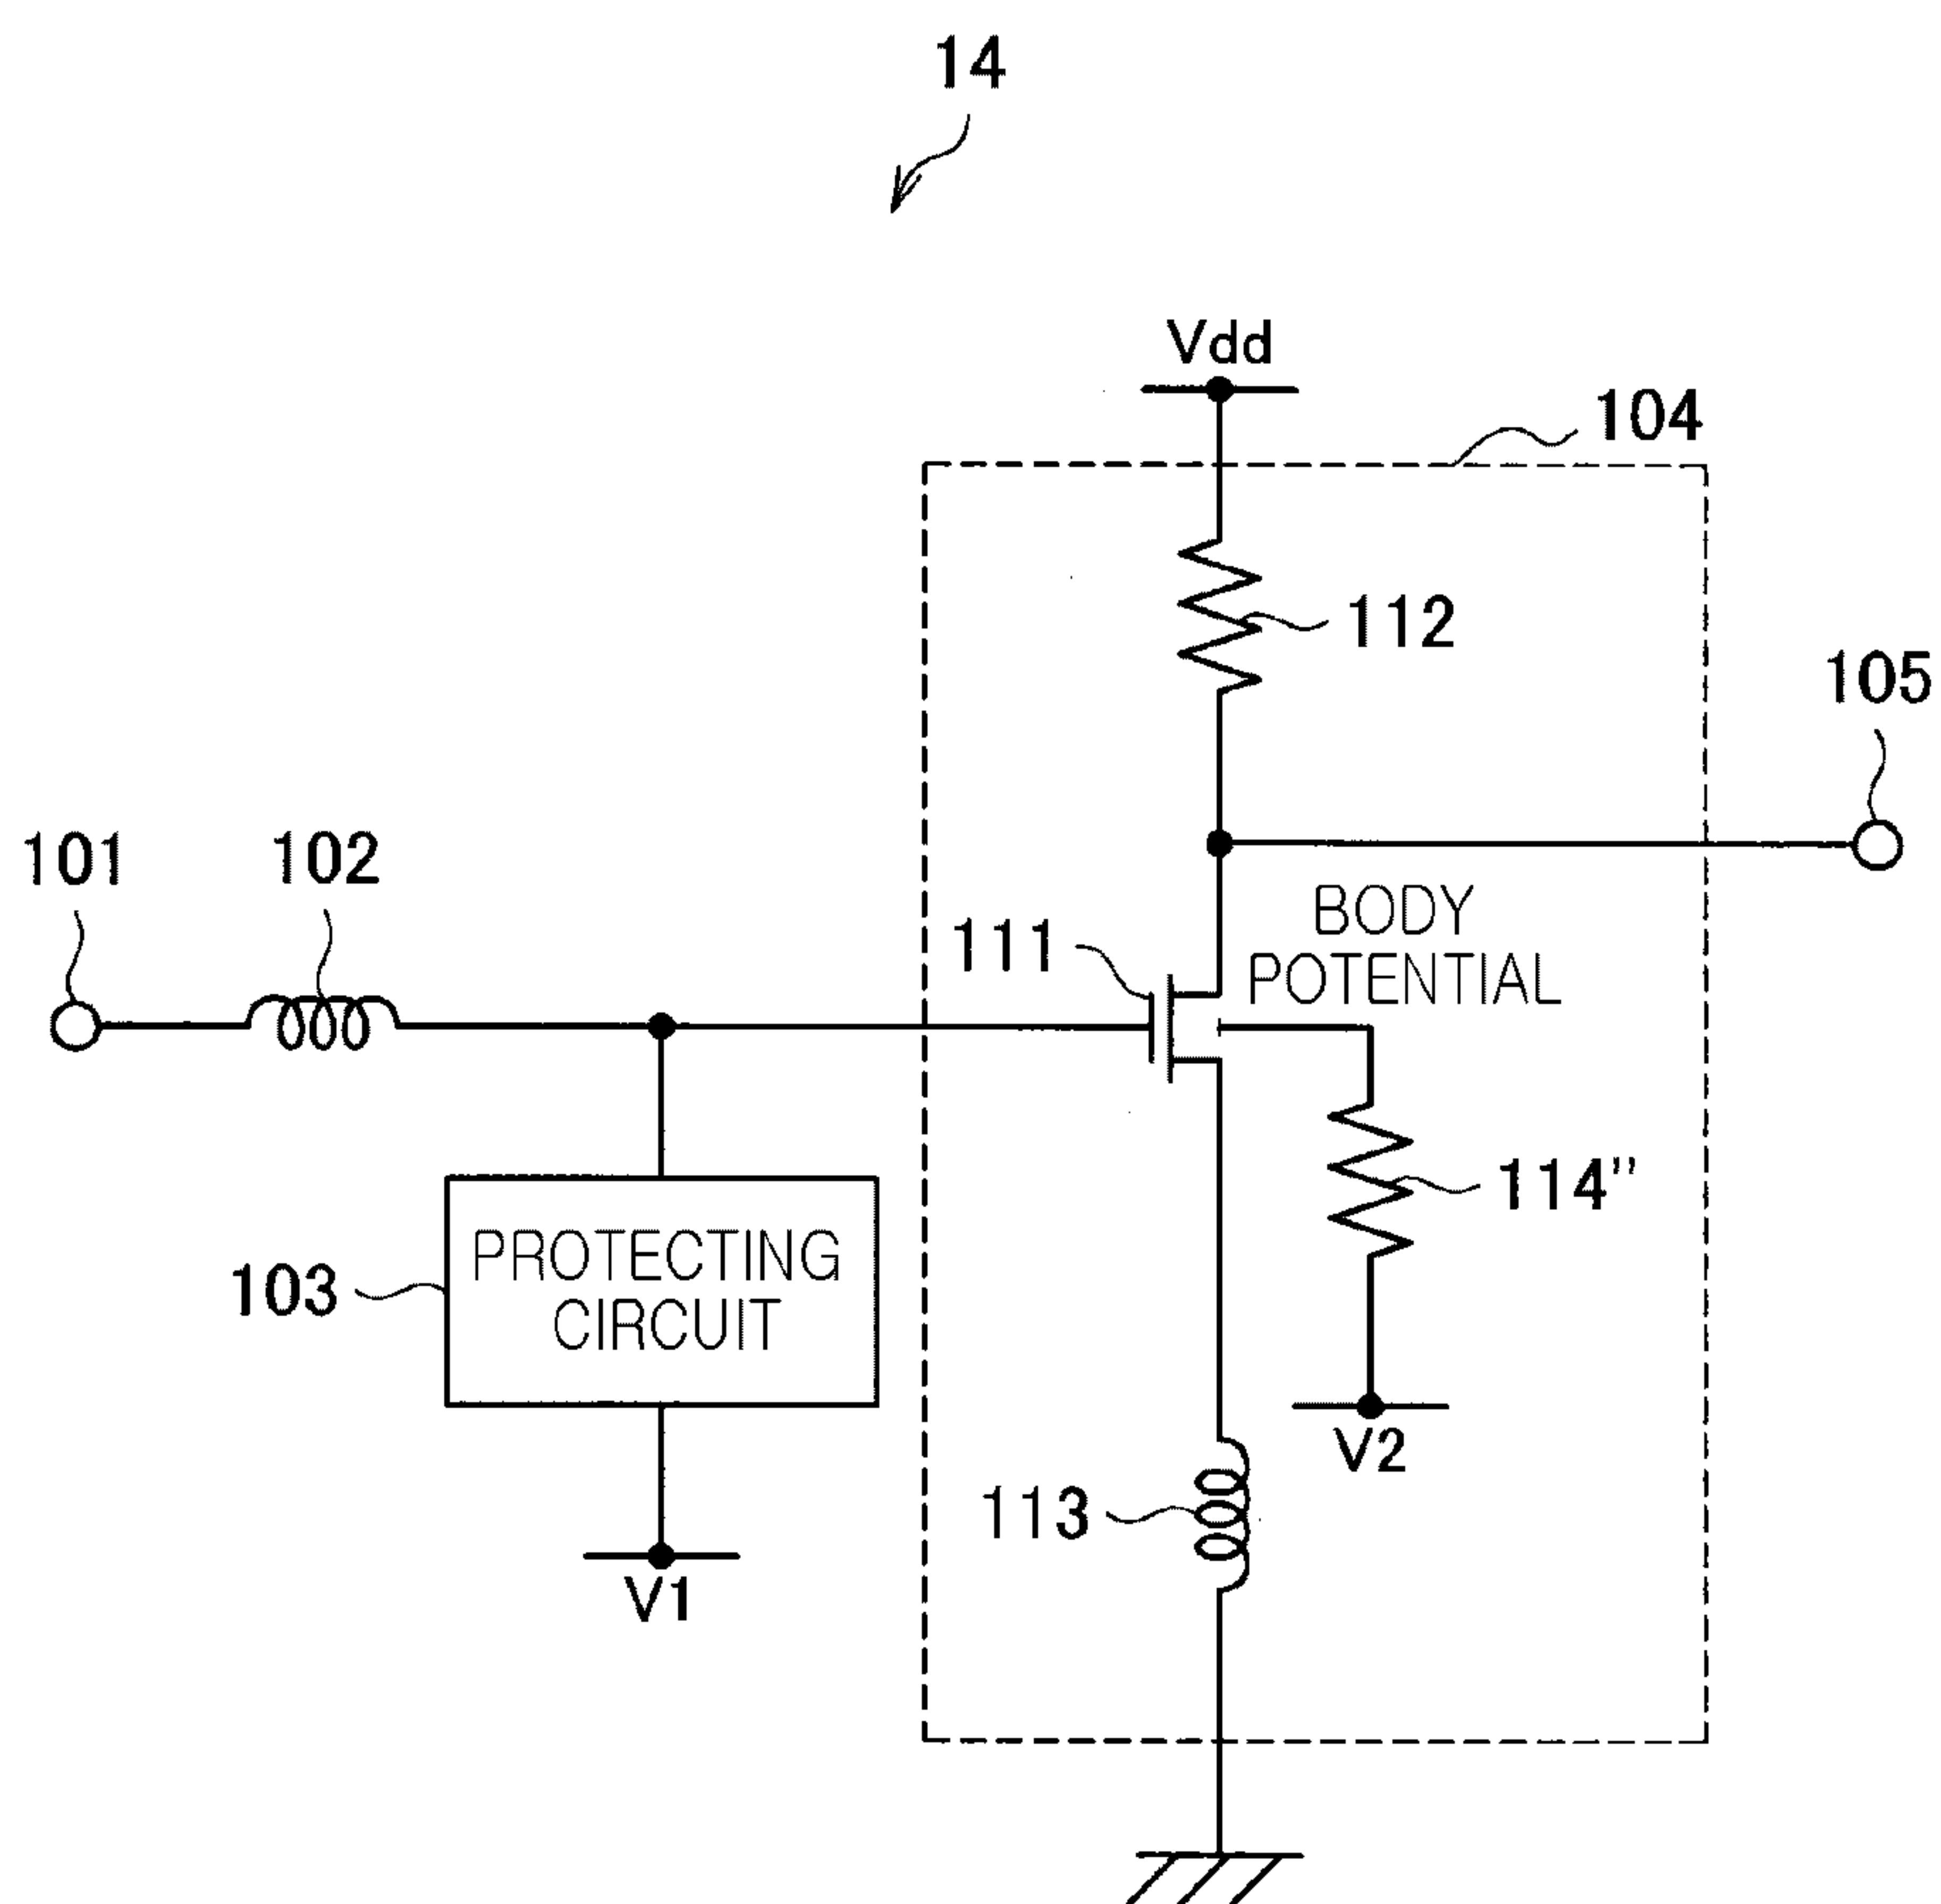 14
Vdd
104
112
105
101
102
BODY
111
POTENTIAL
114"
PROTECTING
103
CIRCUIT
V2
113
V1